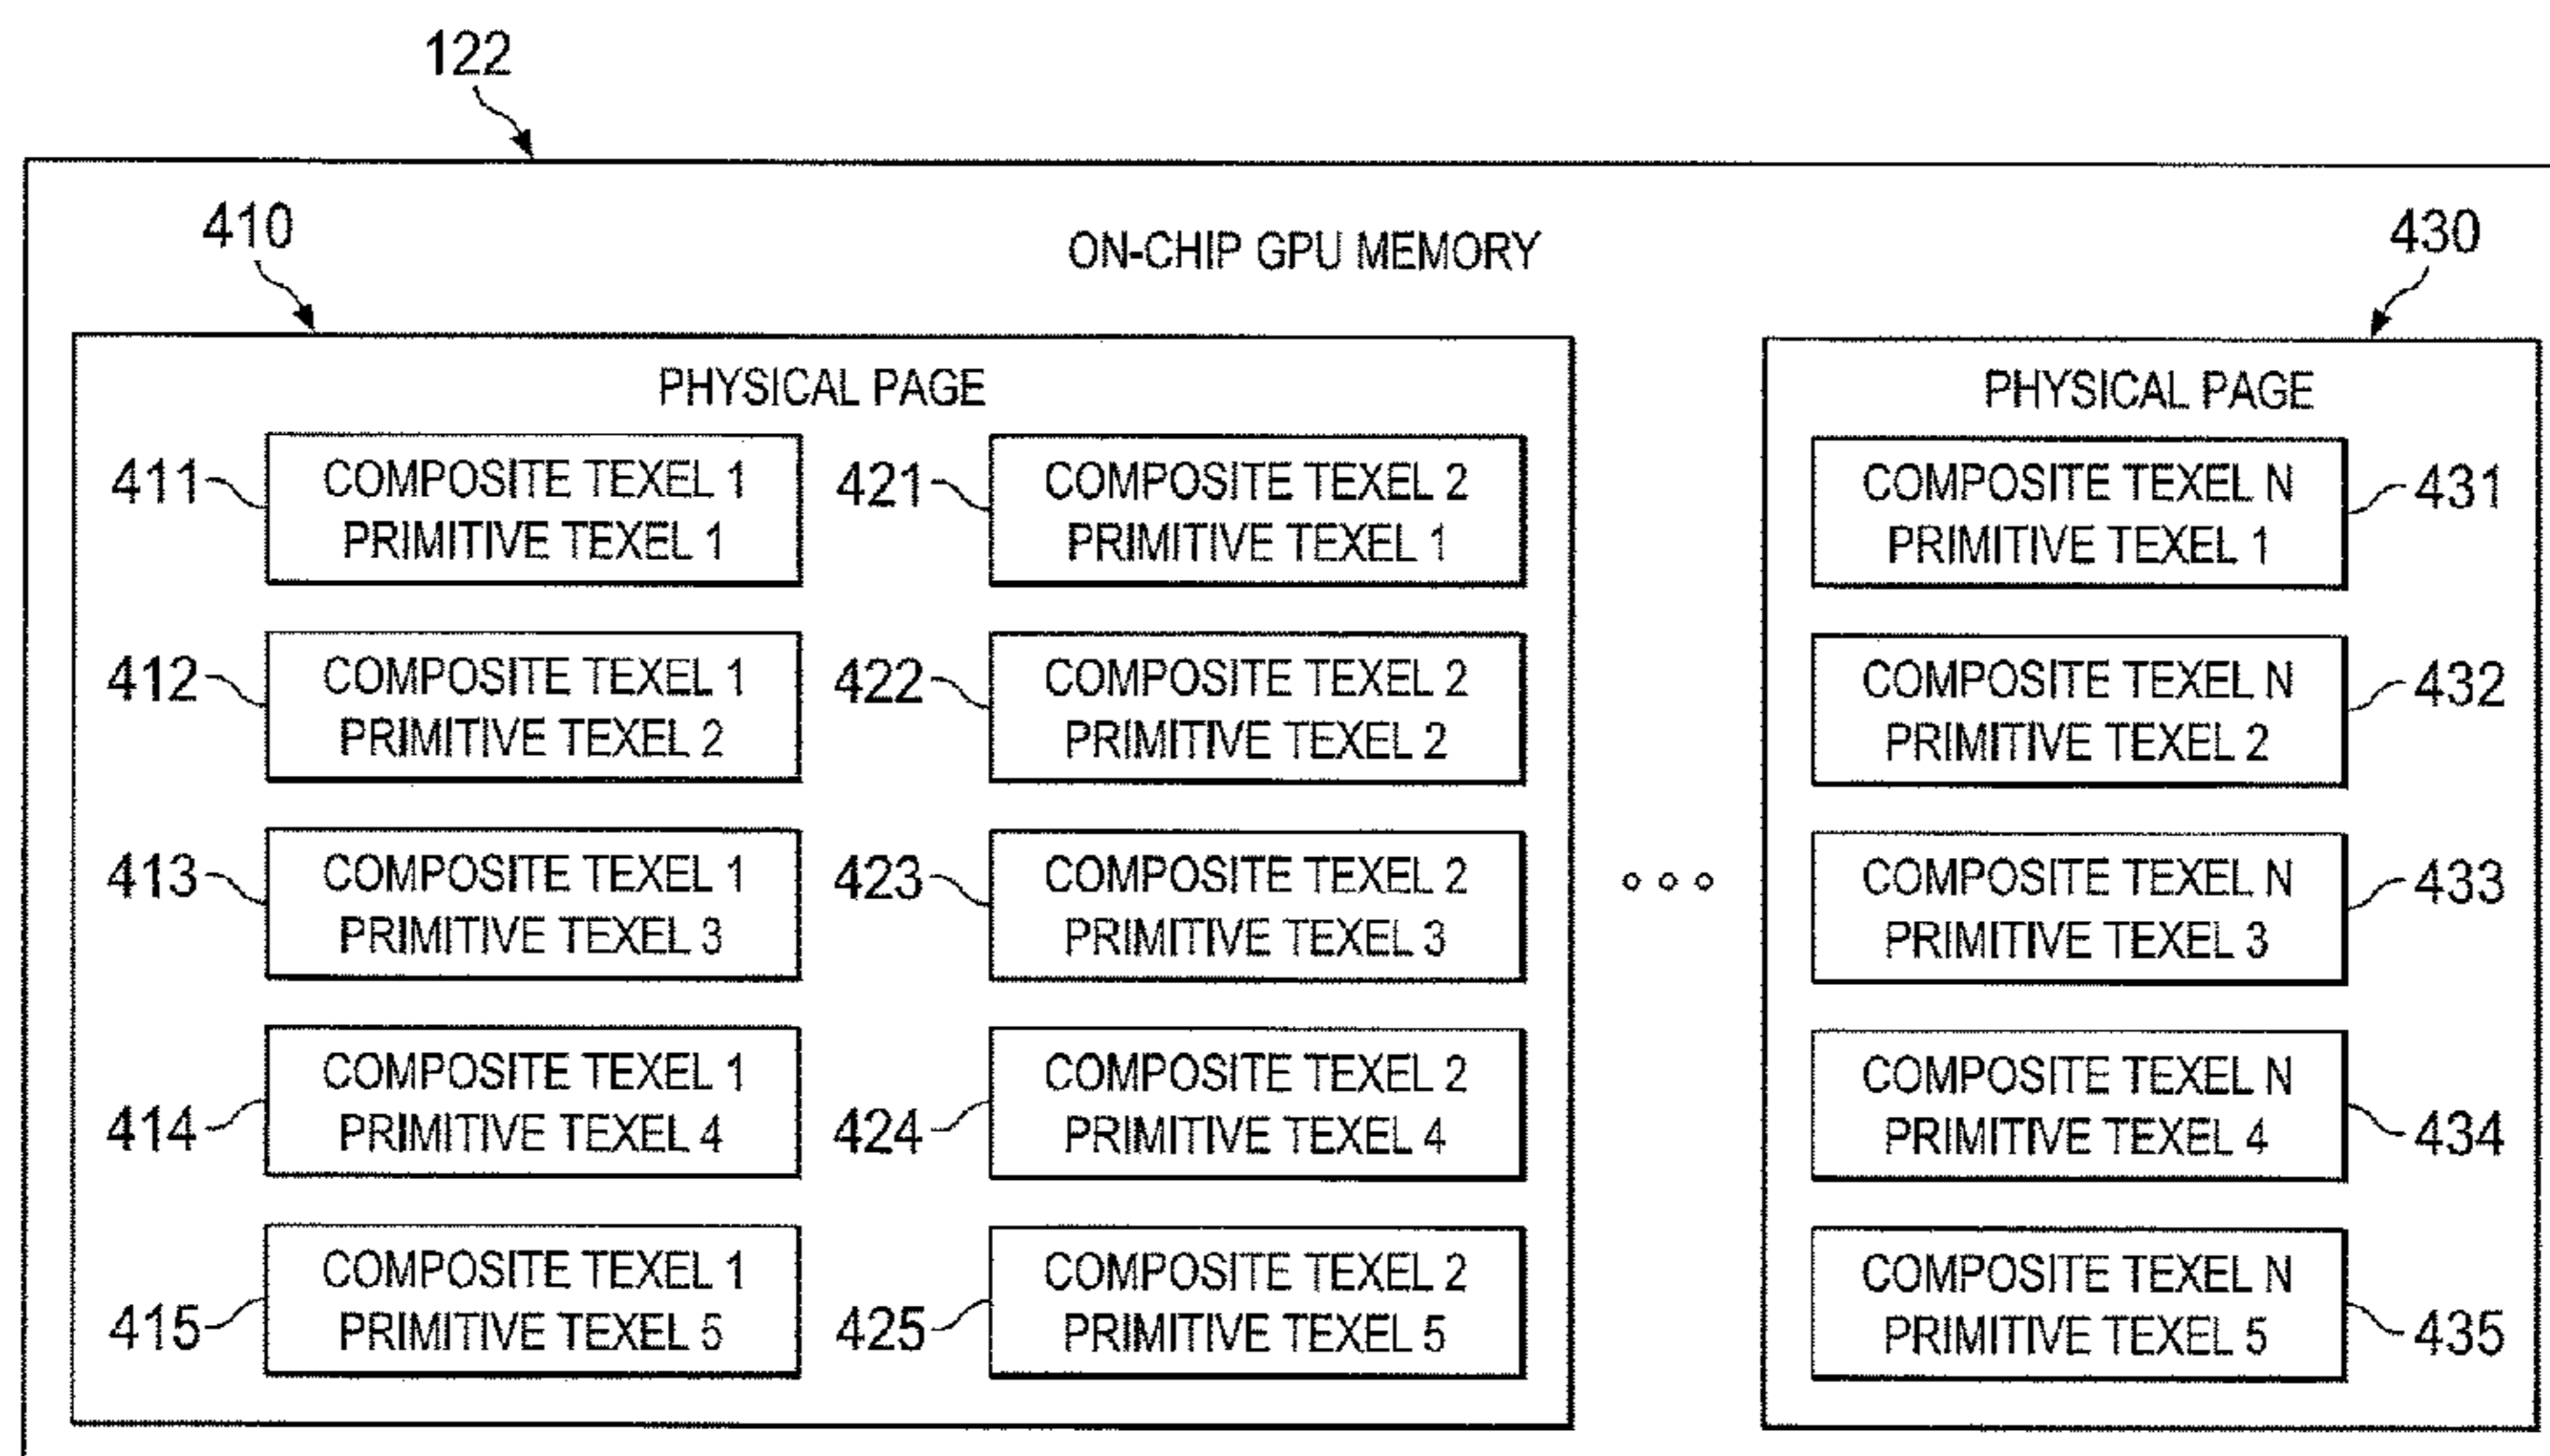 122
410
ON-CHIP GPU MEMORY
430
PHYSICAL PAGE
411
COMPOSITE TEXEL 1
PRIMITIVE TEXEL 1
421
COMPOSITE TEXEL 2
PRIMITIVE TEXEL 1
412
COMPOSITE TEXEL 1
PRIMITIVE TEXEL 2
422
COMPOSITE TEXEL 2
PRIMITIVE TEXEL 2
413
COMPOSITE TEXEL 1
PRIMITIVE TEXEL 3
423
COMPOSITE TEXEL 2
PRIMITIVE TEXEL 3
414
COMPOSITE TEXEL 1
PRIMITIVE TEXEL 4
424
COMPOSITE TEXEL 2
PRIMITIVE TEXEL 4
415
COMPOSITE TEXEL 1
PRIMITIVE TEXEL 5
425
COMPOSITE TEXEL 2
PRIMITIVE TEXEL 5
PHYSICAL PAGE
COMPOSITE TEXEL N
PRIMITIVE TEXEL 1
431
COMPOSITE TEXEL N
PRIMITIVE TEXEL 2
432
COMPOSITE TEXEL N
PRIMITIVE TEXEL 3
433
COMPOSITE TEXEL N
PRIMITIVE TEXEL 4
434
COMPOSITE TEXEL N
PRIMITIVE TEXEL 5
435